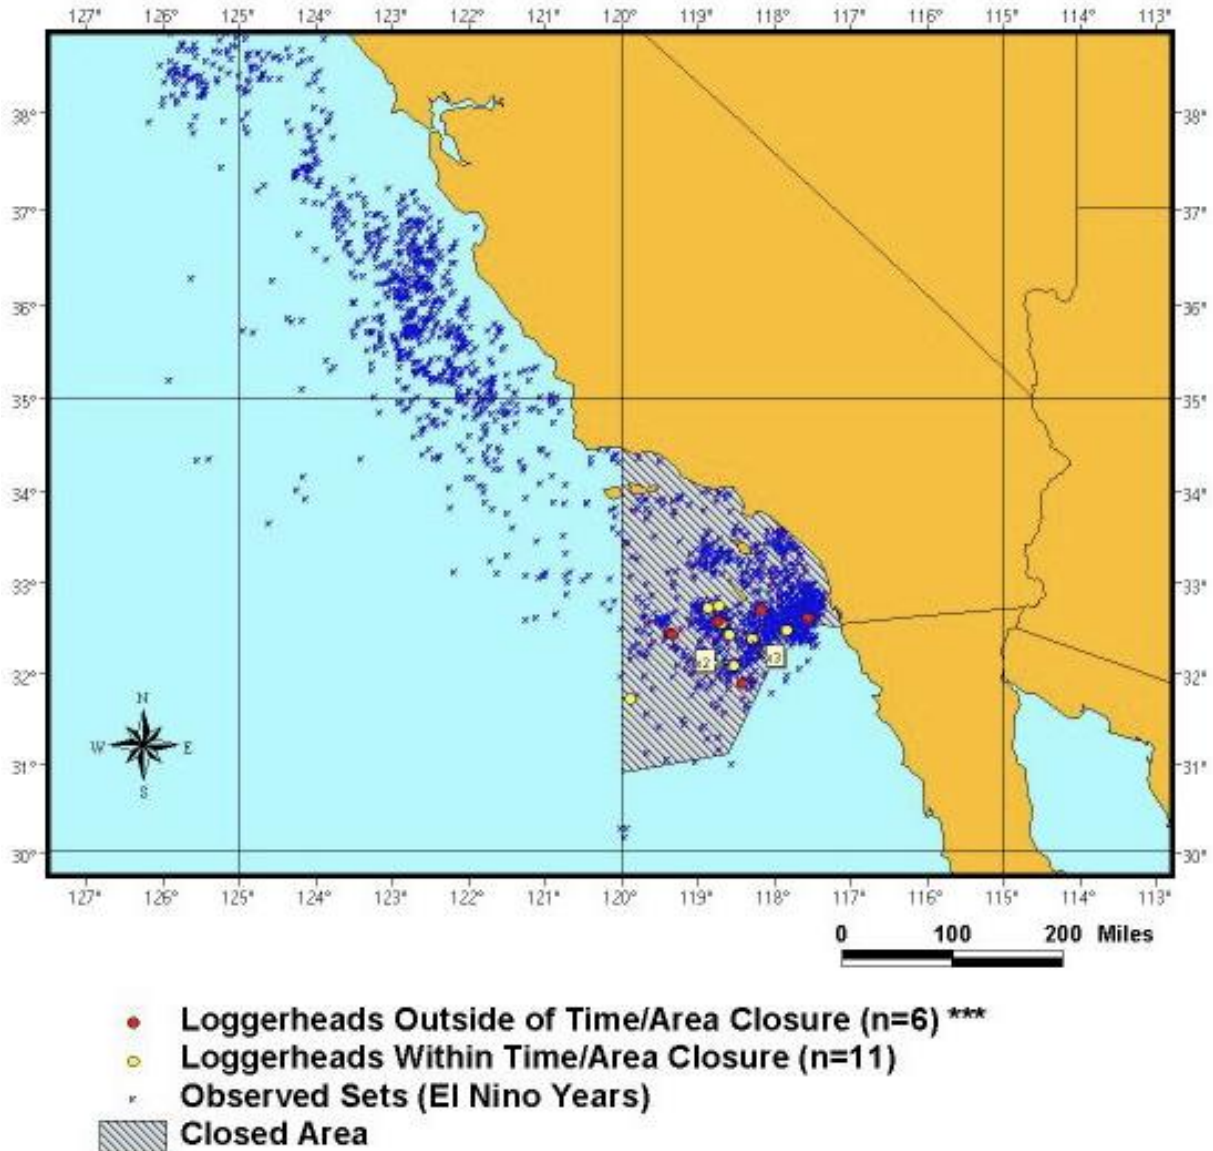 127° 126° 125° 124° 123° 122° 121° 120° 119° 118° 117° 116° 115° 114° 113°
38° 38°
37° 37°
36° 36°
35° 35°
34° 34°
33° 33°
x2 x3
32° 32°
N
W E
S
31° 31°
30° 30°
127° 126° 125° 124° 123° 122° 121° 120° 119° 118° 117° 116° 115° 114° 113°
0 100 200 Miles
Loggerheads Outside of Time/Area Closure (n=6) ***
Loggerheads Within Time/Area Closure (n=11)
Observed Sets (El Nino Years)
Closed Area